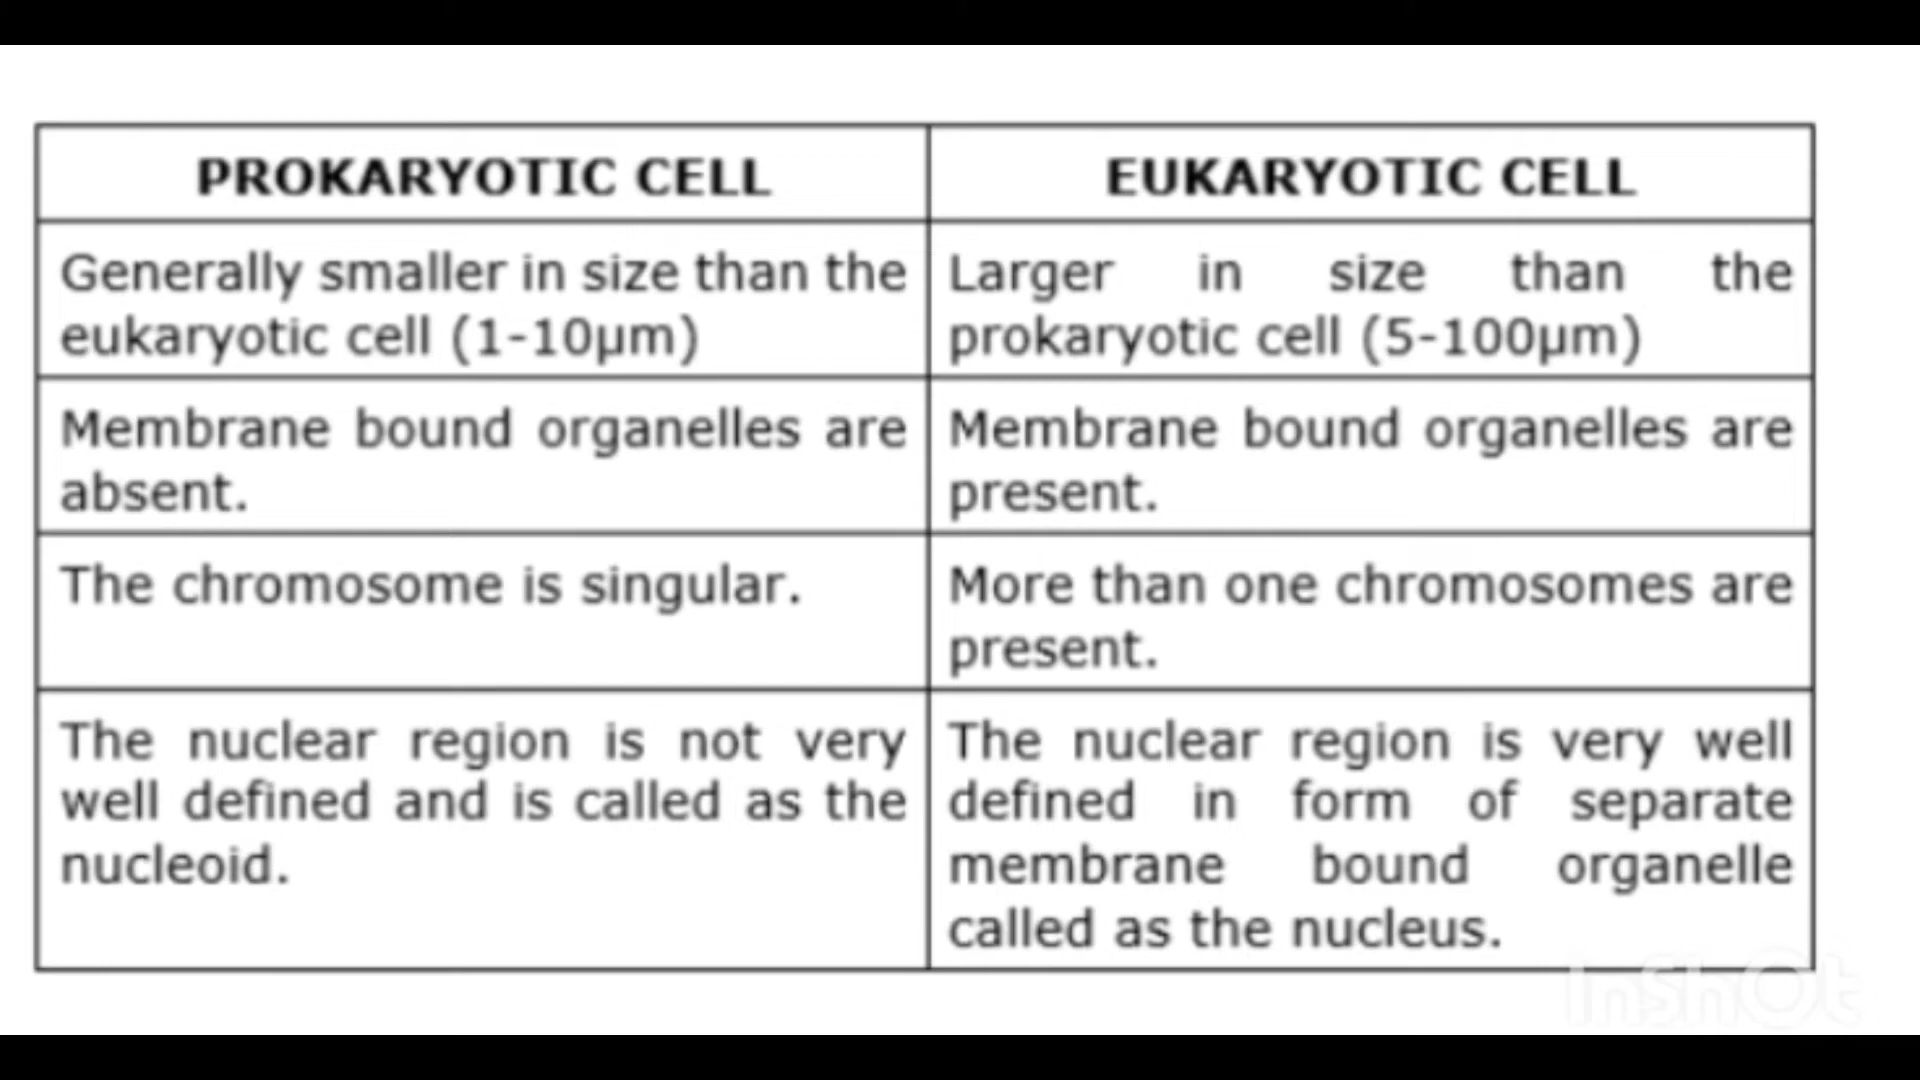 PROKARYOTIC CELL
EUKARYOTIC CELL
Generally smaller in size than the
eukaryotic cell (1-10µm)
Larger in size than the
prokaryotic cell (5-100µm)
Membrane bound organelles are
absent.
Membrane bound organelles are
present.
The chromosome is singular.
More than one chromosomes are
present.
The nuclear region is not very
well defined and is called as the
nucleoid.
The nuclear region is very well
defined in form of separate
membrane bound organelle
called as the nucleus.
InShOt